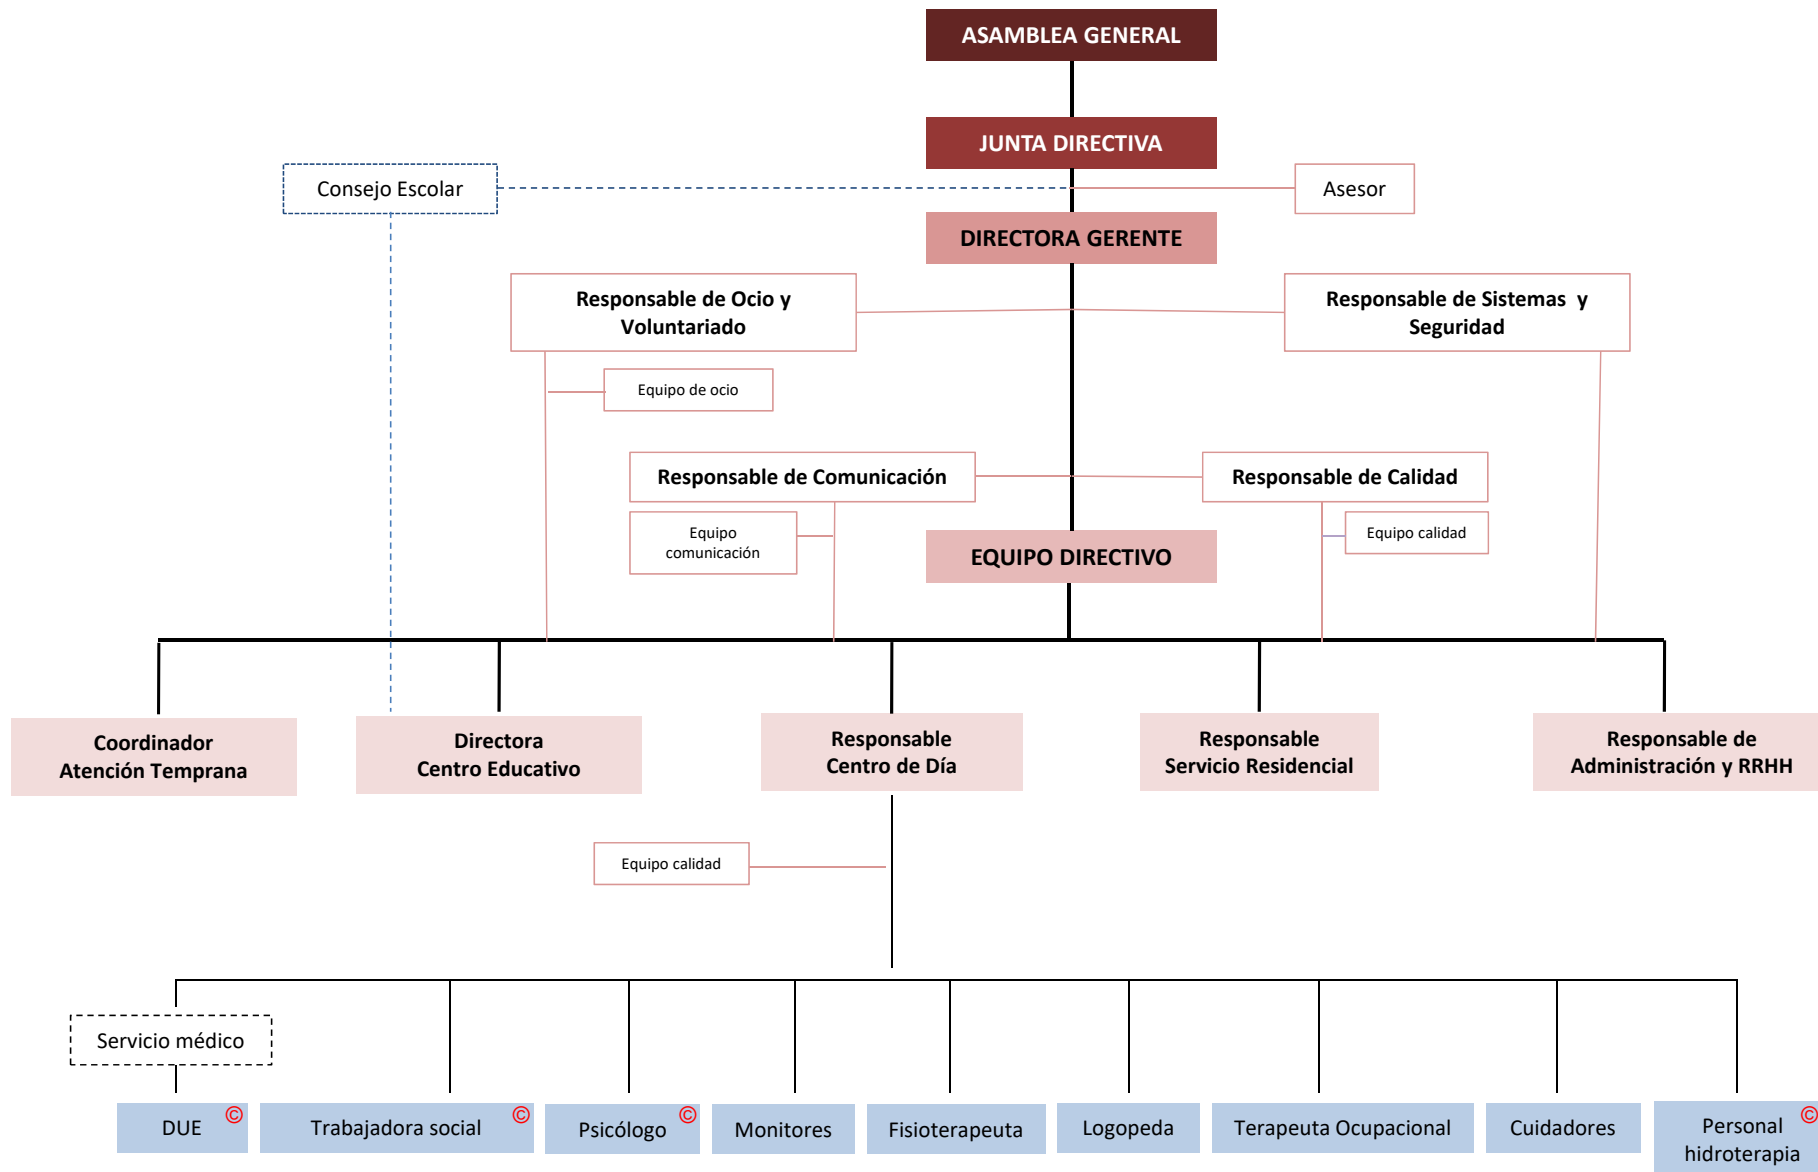 ASAMBLEA GENERAL
JUNTA DIRECTIVA
Consejo Escolar
Asesor
DIRECTORA GERENTE
Responsable de Ocio y
Voluntariado
Responsable de Sistemas y
Seguridad
Equipo de ocio
Responsable de Comunicación
Responsable de Calidad
Equipo
comunicación
Equipo calidad
EQUIPO DIRECTIVO
Coordinador
Atención Temprana
Directora
Centro Educativo
Responsable
Centro de Día
Responsable
Servicio Residencial
Responsable de
Administración y RRHH
Equipo calidad
Servicio médico
DUE ©
Trabajadora social ©
Psicólogo ©
Monitores
Fisioterapeuta
Logopeda
Terapeuta Ocupacional
Cuidadores
Personal ©
hidroterapia